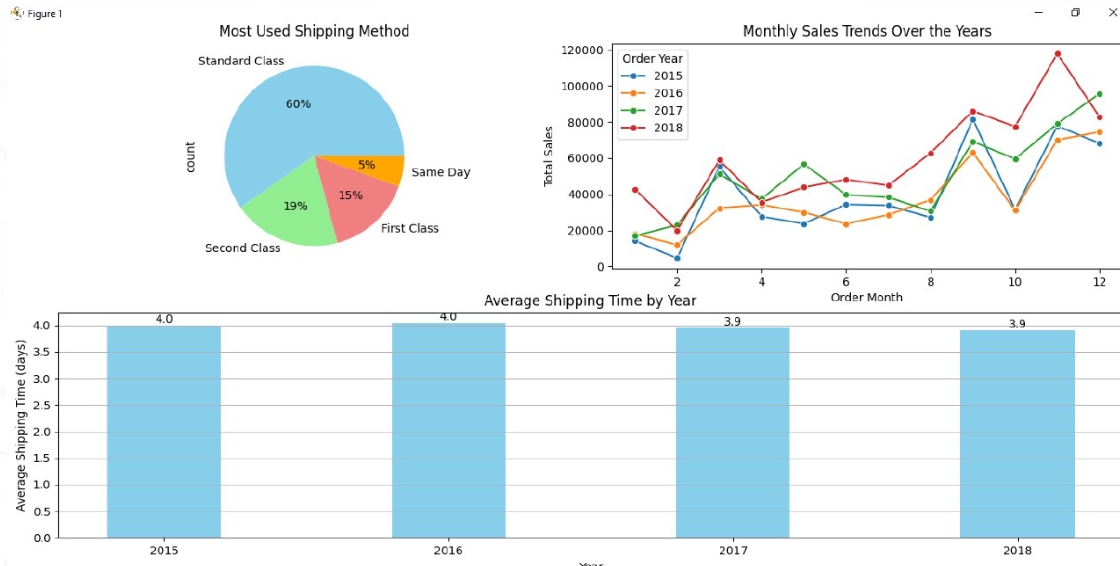 Figure 1
Most Used Shipping Method
Standard Class
60%
count
5%
Same Day
15%
19%
First Class
Second Class
Monthly Sales Trends Over the Years
Total Sales
120000
100000
80000
60000
40000
20000
0
Order Year
2015
2016
2017
2018
2 4 6 8 10 12
Order Month
Average Shipping Time by Year
Average Shipping Time (days)
4.0
3.5
3.0
2.5
2.0
1.5
1.0
0.5
0.0
4.0 4.0 3.9 3.9
2015 2016 2017 2018
Year